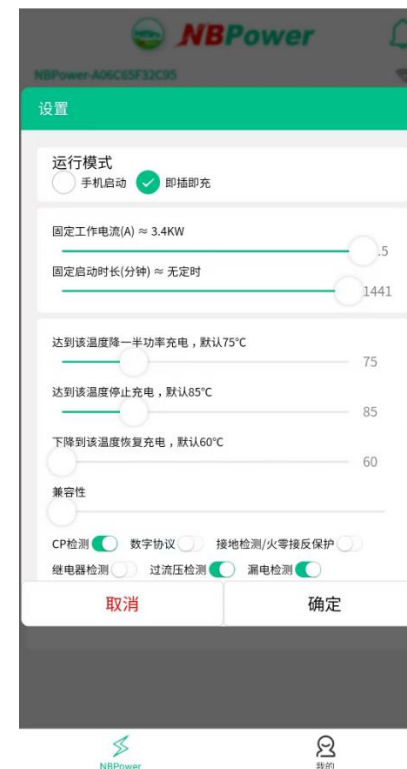 NBPower
NBPower-A06C65F32C95
设置
运行模式
手机启动 即插即充
固定工作电流(A) ≈ 3.4KW
.5
固定启动时长(分钟) ≈ 无定时
1441
达到该温度降一半功率充电，默认75℃
75
达到该温度停止充电，默认85℃
85
下降到该温度恢复充电，默认60℃
60
兼容性
CP检测 数字协议 接地检测/火零接反保护
继电器检测 过流压检测 漏电检测
取消 确定
NBPower 我的